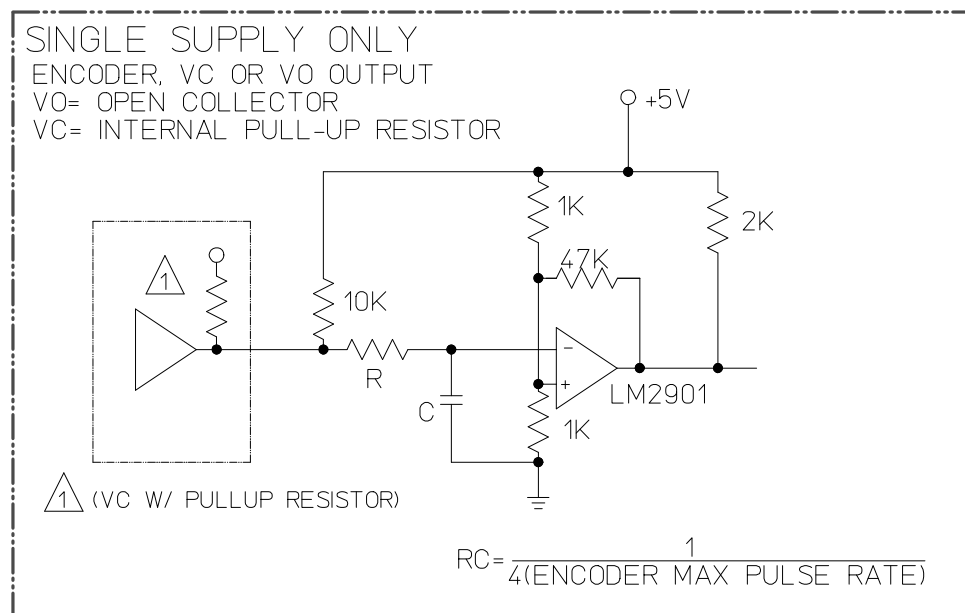 SINGLE SUPPLY ONLY
ENCODER, VC OR VO OUTPUT
VO= OPEN COLLECTOR
VC= INTERNAL PULL-UP RESISTOR
+5V
1K
2K
47K
1
10K
R
−
+
LM2901
C
1K
1 (VC W/ PULLUP RESISTOR)
RC= 1
4(ENCODER MAX PULSE RATE)